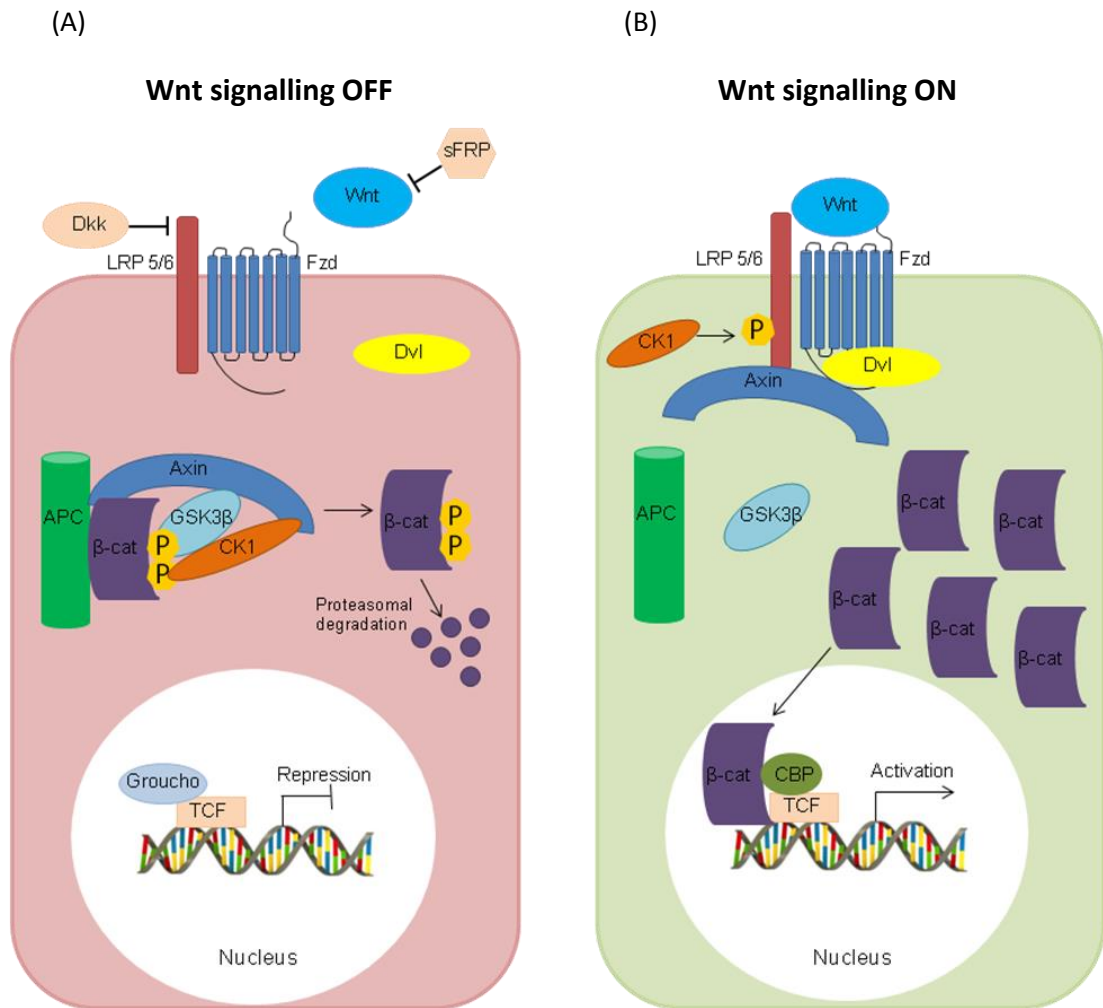 (A)
Wnt signalling OFF
sFRP
Wnt
Dkk
LRP 5/6
Fzd
Dvl
Axin
APC
GSK3β
β-cat
CK1
P
P
β-cat
P
P
Proteasomal
degradation
Groucho
TCF
Repression
Nucleus
(B)
Wnt signalling ON
Wnt
LRP 5/6
Fzd
CK1
P
Dvl
Axin
APC
GSK3β
β-cat
β-cat
β-cat
β-cat
β-cat
β-cat
CBP
TCF
Activation
Nucleus